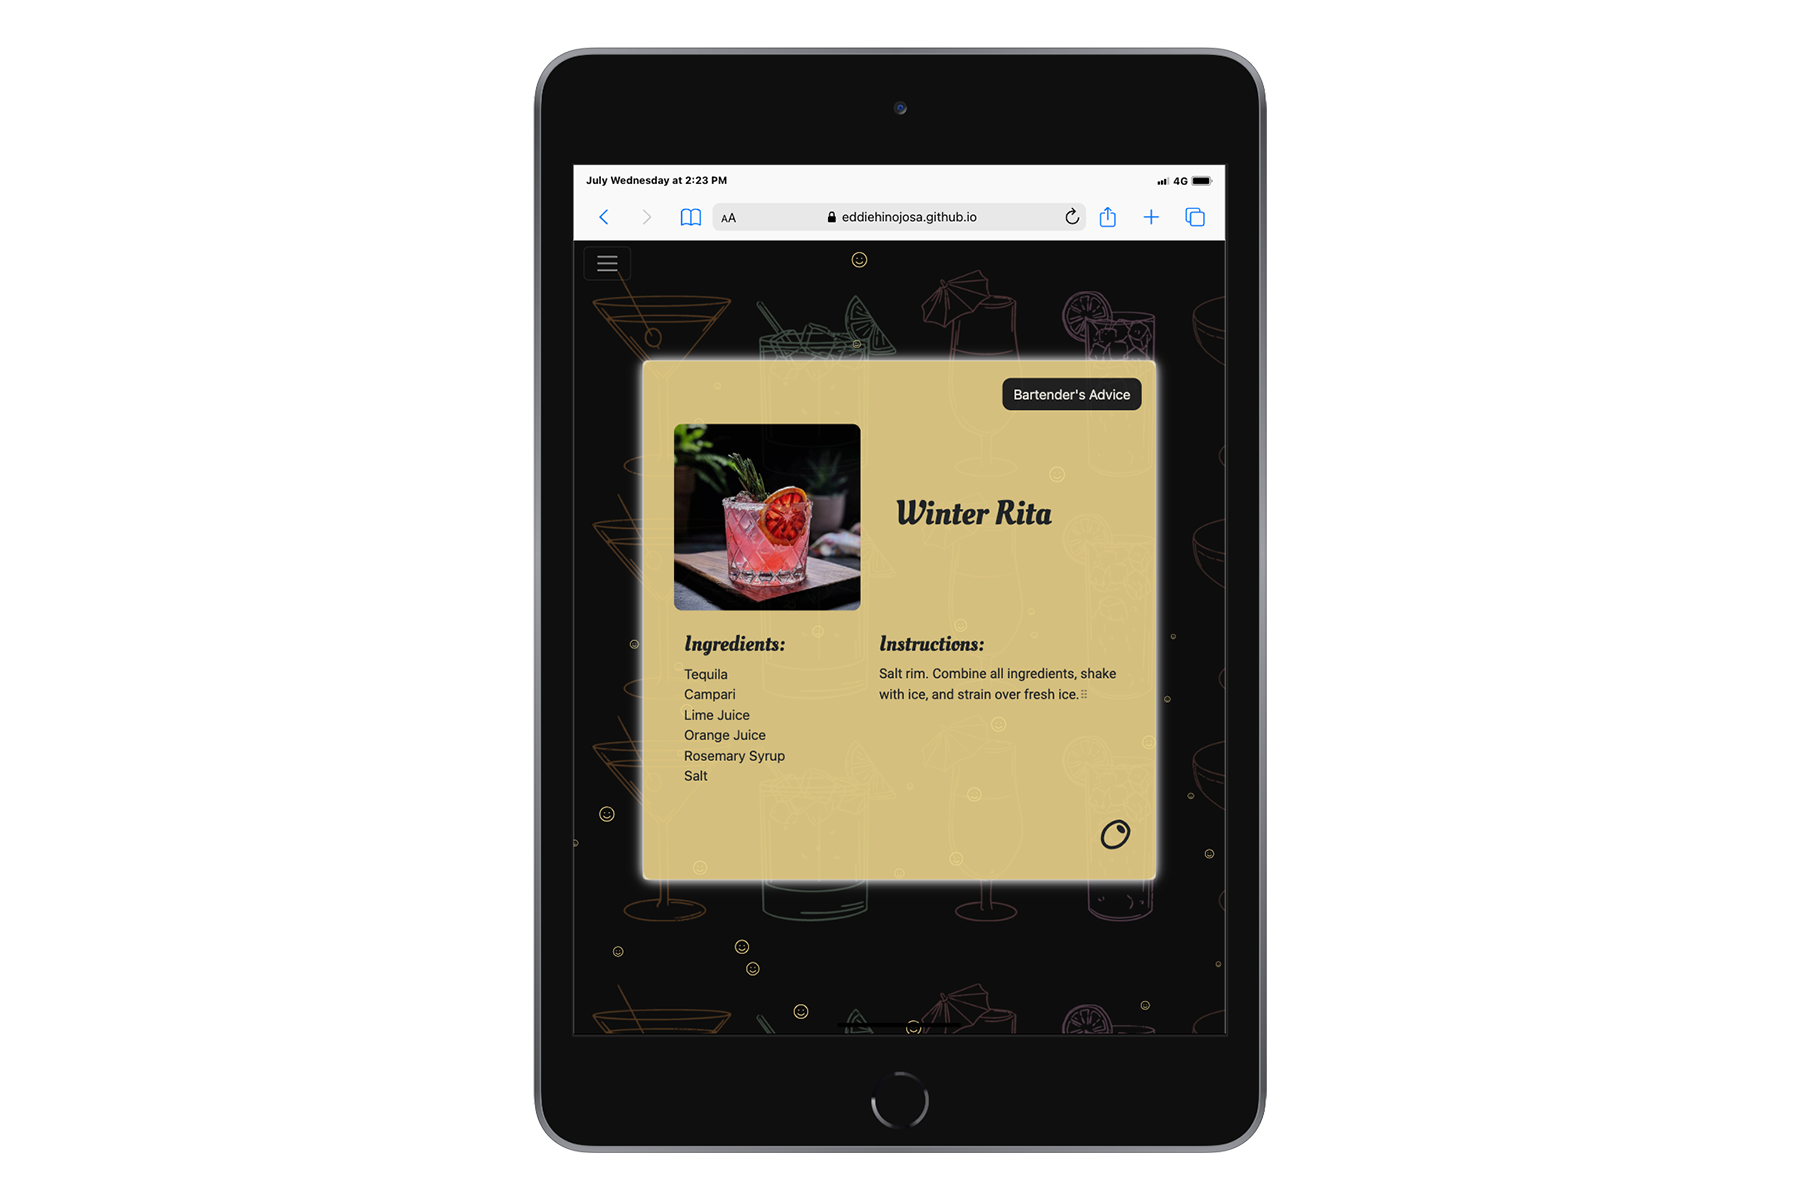 July Wednesday at 2:23 PM
4G
AA
eddiehinojosa.github.io
Bartender's Advice
Winter Rita
Ingredients:
Tequila
Campari
Lime Juice
Orange Juice
Rosemary Syrup
Salt
Instructions:
Salt rim. Combine all ingredients, shake
with ice, and strain over fresh ice.